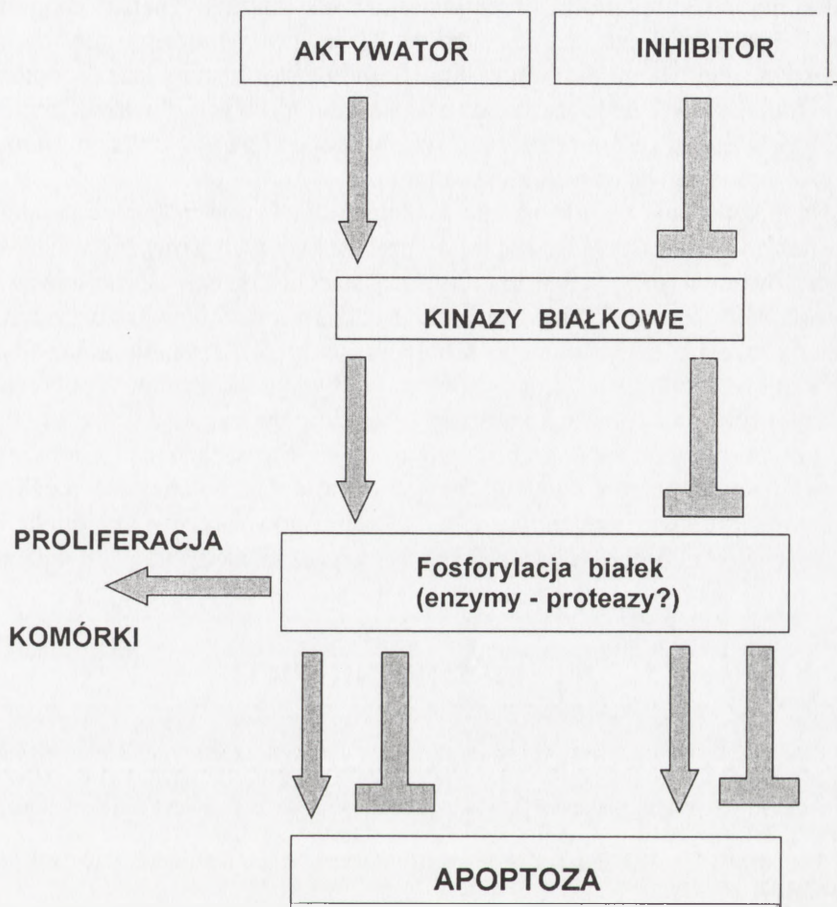 AKTYWATOR
INHIBITOR
KINAZY BIAŁKOWE
PROLIFERACJA
KOMÓRKI
Fosforylacja białek
(enzymy - proteazy?)
APOPTOZA